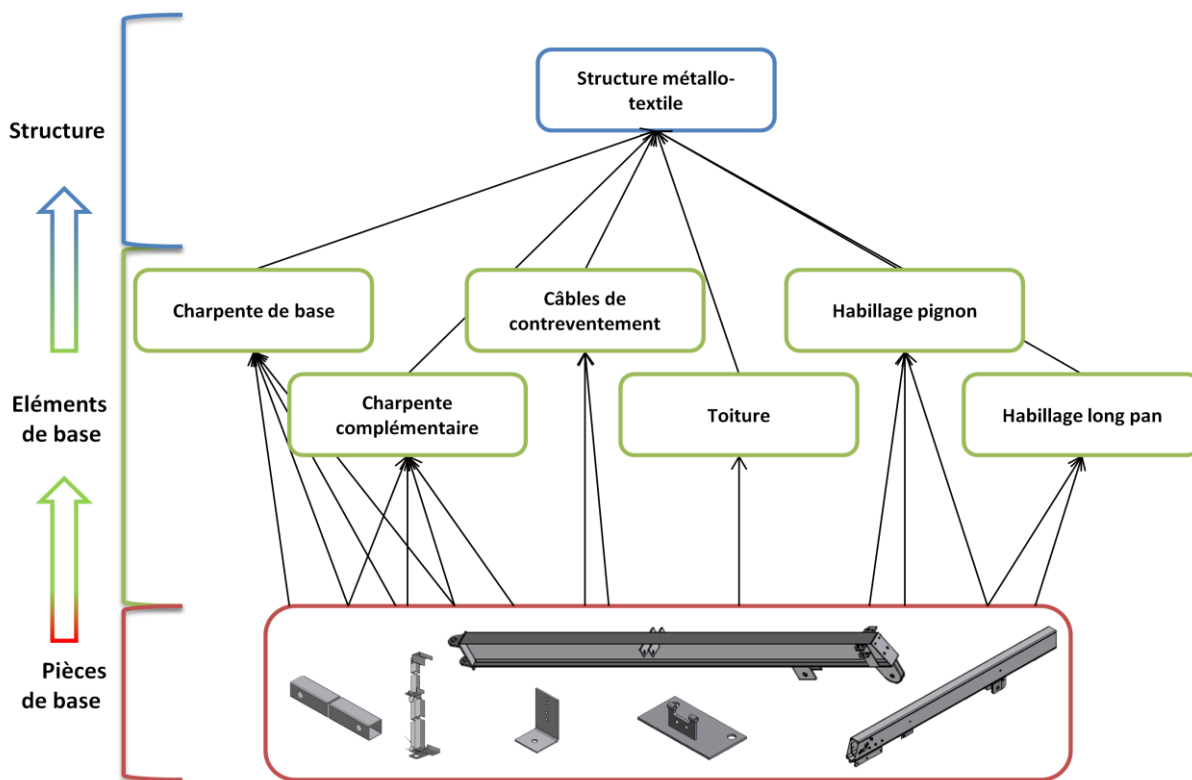 Structure métallo-
textile
Structure
Charpente de base
Câbles de
contreventement
Habillage pignon
Eléments
de base
Charpente
complémentaire
Toiture
Habillage long pan
Pièces
de base